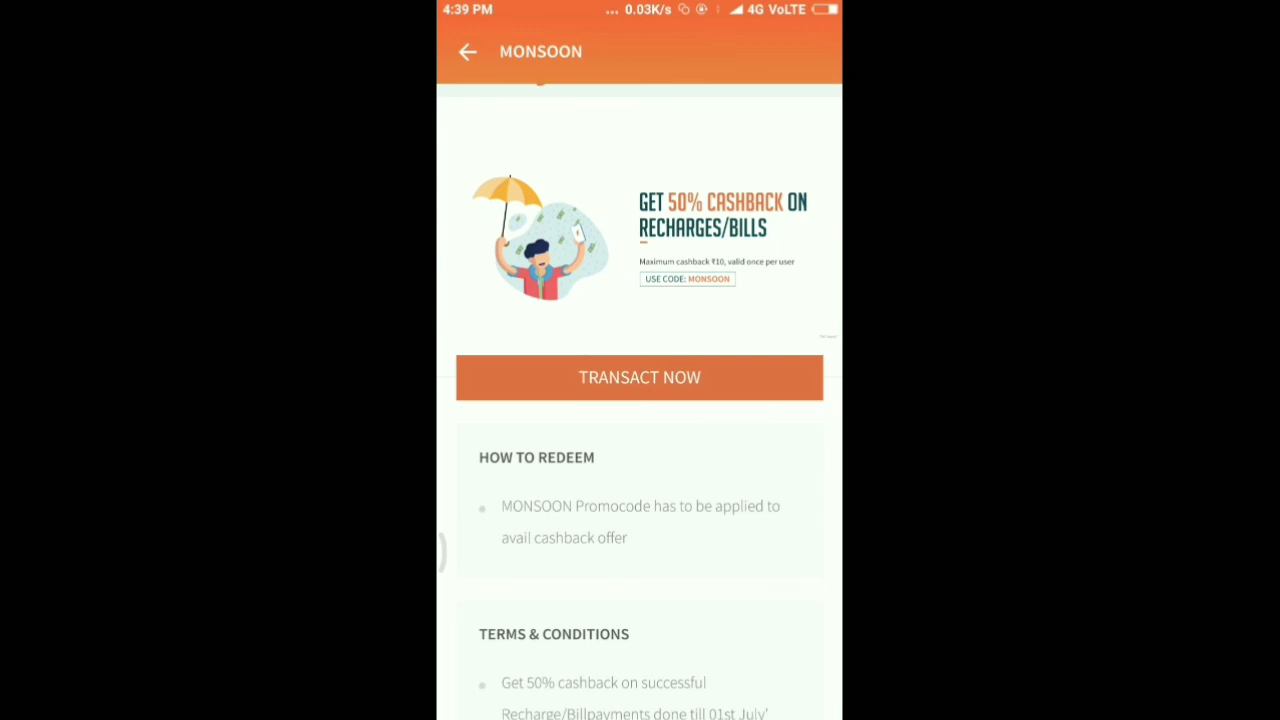 4:39 PM
... 0.03K/s 4G VoLTE
MONSOON
GET 50% CASHBACK ON
RECHARGES/BILLS
Maximum cashback ₹10, valid once per user
USE CODE: MONSOON
TRANSACT NOW
HOW TO REDEEM
MONSOON Promocode has to be applied to
avail cashback offer
TERMS & CONDITIONS
Get 50% cashback on successful
Recharge/Billpayments done till 01st July'